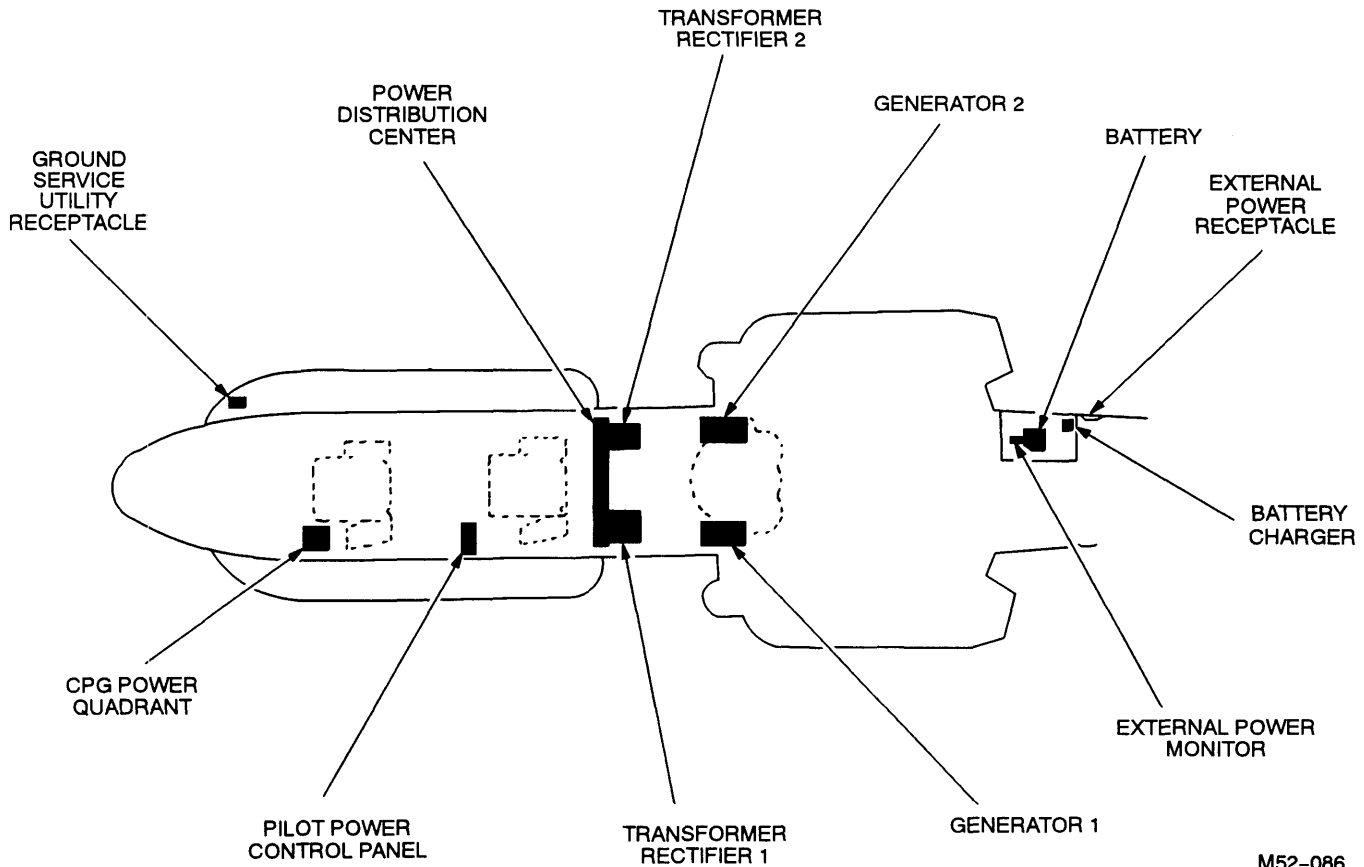 TRANSFORMER
RECTIFIER 2
POWER
DISTRIBUTION
CENTER
GENERATOR 2
BATTERY
GROUND
SERVICE
UTILITY
RECEPTACLE
EXTERNAL
POWER
RECEPTACLE
BATTERY
CHARGER
CPG POWER
QUADRANT
EXTERNAL POWER
MONITOR
PILOT POWER
CONTROL PANEL
TRANSFORMER
RECTIFIER 1
GENERATOR 1
M52-086